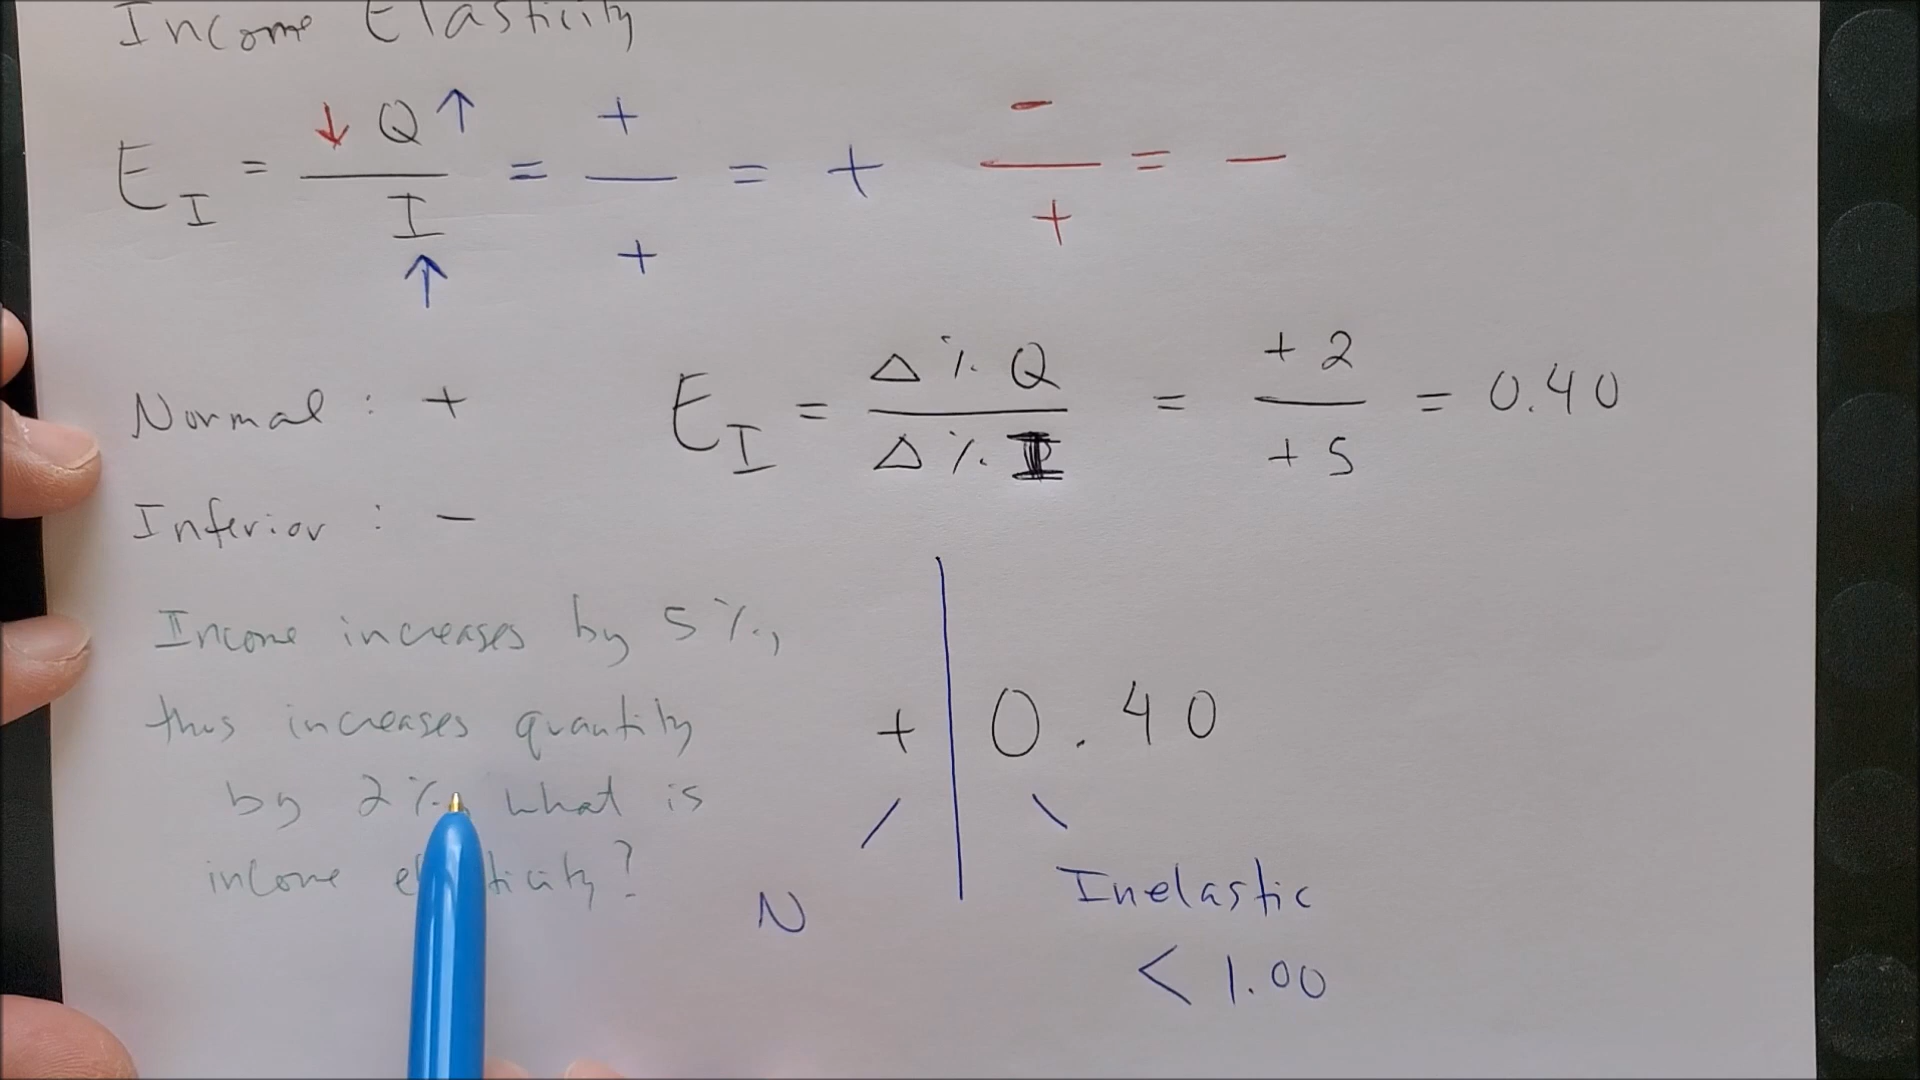 Income Elasticity
E_I = ↓ Q ↑ / I ↑ = + / + = + - / + = -
Normal : +
E_I = Δ % Q / Δ % I = + 2 / + 5 = 0.40
Inferior : -
Income increases by 5 %,
thus increases quantity
by 2 %, what is
income ?
+ | 0.40
N
Inelastic
< 1.00